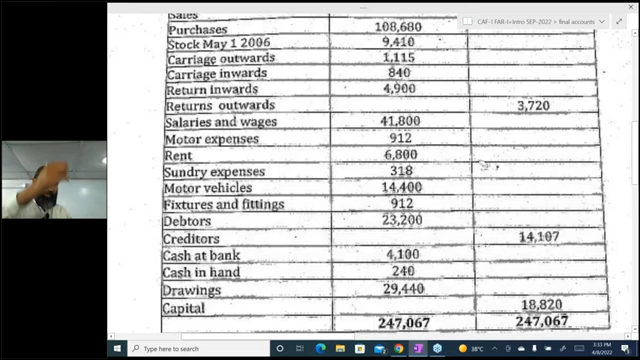 CAF-1 FAR-I+Intro SEP-2022 > final accounts
Sales
Purchases 108,680
Stock May 1 2006 9,410
Carriage outwards 1,115
Carriage inwards 840
Return inwards 4,900
Returns outwards 3,720
Salaries and wages 41,800
Motor expenses 912
Rent 6,800
Sundry expenses 318
Motor vehicles 14,400
Fixtures and fittings 912
Debtors 23,200
Creditors 14,107
Cash at bank 4,100
Cash in hand 240
Drawings 29,440
Capital 18,820
247,067 247,067
Type here to search
38°C
3:33 PM
4/8/2022